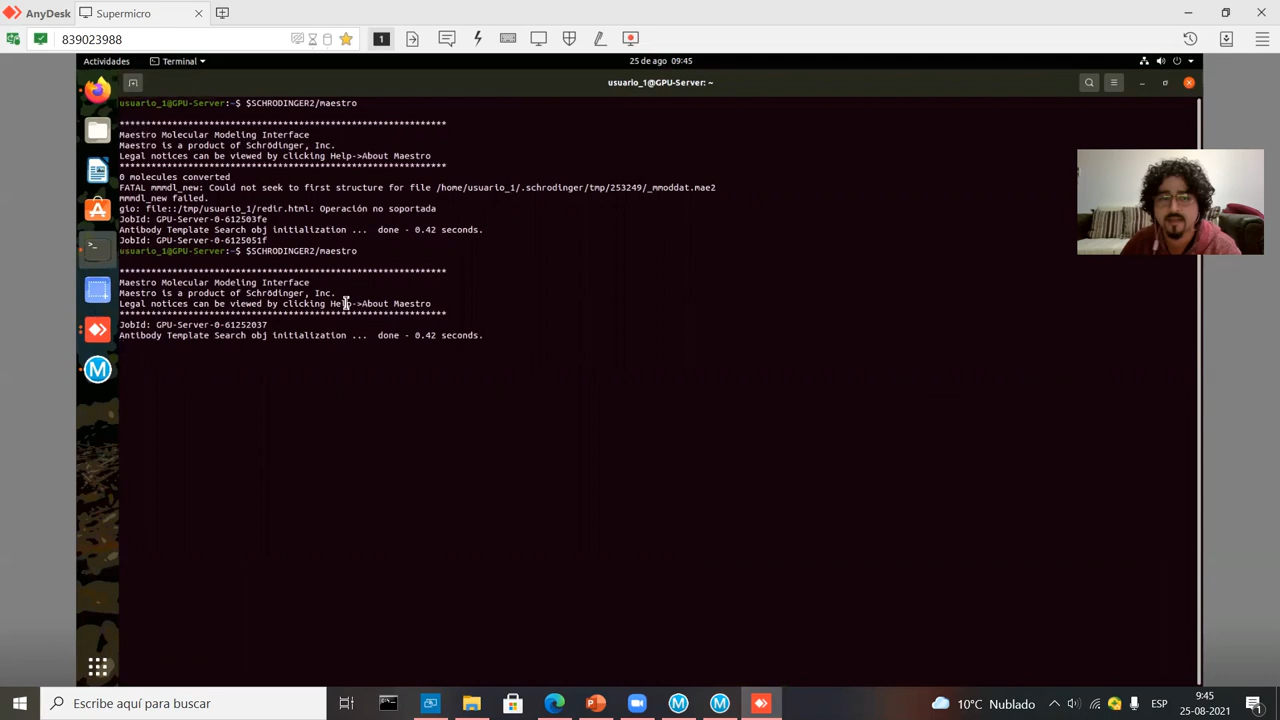 AnyDesk
Supermicro
839023988
1
Actividades
Terminal
25 de ago 09:45
usuario_1@GPU-Server: ~
usuario_1@GPU-Server:~$ $SCHRODINGER2/maestro
*************************************************************
Maestro Molecular Modeling Interface
Maestro is a product of Schrödinger, Inc.
Legal notices can be viewed by clicking Help->About Maestro
*************************************************************
0 molecules converted
FATAL mmmdl_new: Could not seek to first structure for file /home/usuario_1/.schrodinger/tmp/253249/_mmoddat.mae2
mmmdl_new failed.
gio: file::/tmp/usuario_1/redir.html: Operación no soportada
JobId: GPU-Server-0-612503fe
Antibody Template Search obj initialization ... done - 0.42 seconds.
JobId: GPU-Server-0-6125051f
usuario_1@GPU-Server:~$ $SCHRODINGER2/maestro
*************************************************************
Maestro Molecular Modeling Interface
Maestro is a product of Schrödinger, Inc.
Legal notices can be viewed by clicking Help->About Maestro
*************************************************************
JobId: GPU-Server-0-61252037
Antibody Template Search obj initialization ... done - 0.42 seconds.
M
Escribe aquí para buscar
10°C Nublado
ESP
9:45
25-08-2021